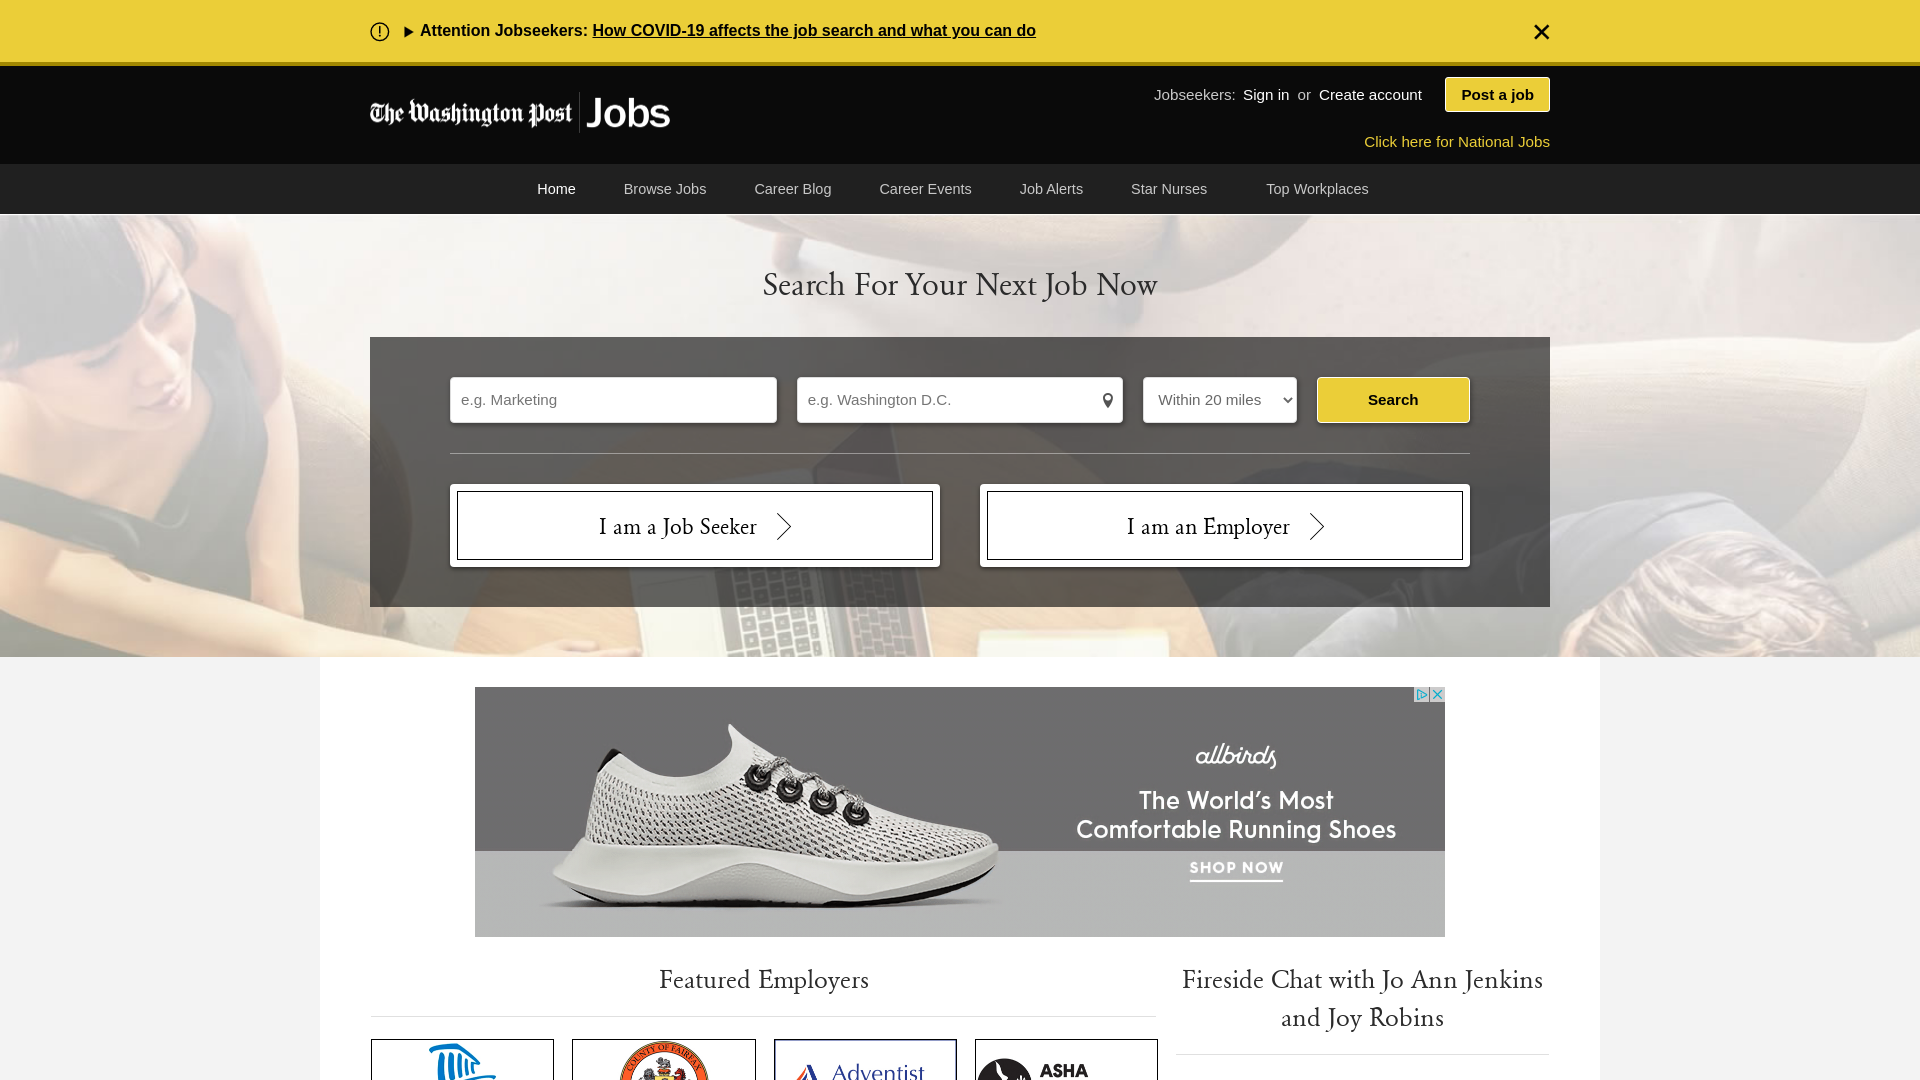 Attention Jobseekers: How COVID-19 affects the job search and what you can do
The Washington Post Jobs
Jobseekers: Sign in or Create account
Post a job
Click here for National Jobs
Home Browse Jobs Career Blog Career Events Job Alerts Star Nurses Top Workplaces
Search For Your Next Job Now
e.g. Marketing
e.g. Washington D.C.
Within 20 miles
Search
I am a Job Seeker
I am an Employer
allbirds
The World's Most
Comfortable Running Shoes
SHOP NOW
Featured Employers
Fireside Chat with Jo Ann Jenkins
and Joy Robins
COUNTY OF FAIRFAX
Adventist
ASHA